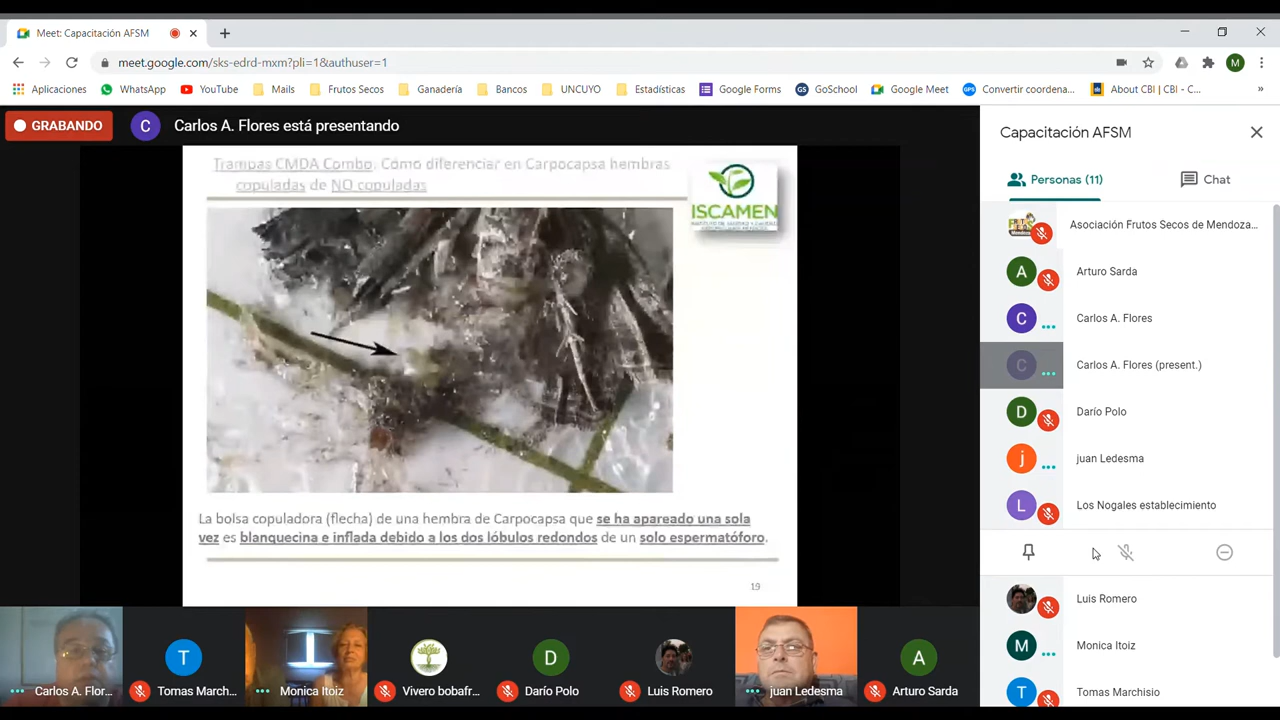 Meet: Capacitación AFSM
meet.google.com/sks-edrd-mxm?pli=1&authuser=1
M
Aplicaciones WhatsApp YouTube Mails Frutos Secos Ganadería Bancos UNCUYO Estadísticas Google Forms GoSchool Google Meet Convertir coordena... About CBI | CBI - C... »
GRABANDO C Carlos A. Flores está presentando
Capacitación AFSM
Personas (11) Chat
Trampas CMDA Combo. Cómo diferenciar en Carpocapsa hembras
copuladas de NO copuladas
ISCAMEN
La bolsa copuladora (flecha) de una hembra de Carpocapsa que se ha apareado una sola
vez es blanquecina e inflada debido a los dos lóbulos redondos de un solo espermatóforo.
19
Asociación Frutos Secos de Mendoza...
A Arturo Sarda
C Carlos A. Flores
C Carlos A. Flores (present.)
D Darío Polo
j juan Ledesma
L Los Nogales establecimiento
Luis Romero
M Monica Itoiz
T Tomas Marchisio
T D A
Carlos A. Flor... Tomas March... Monica Itoiz Vivero bobafr... Darío Polo Luis Romero juan Ledesma Arturo Sarda